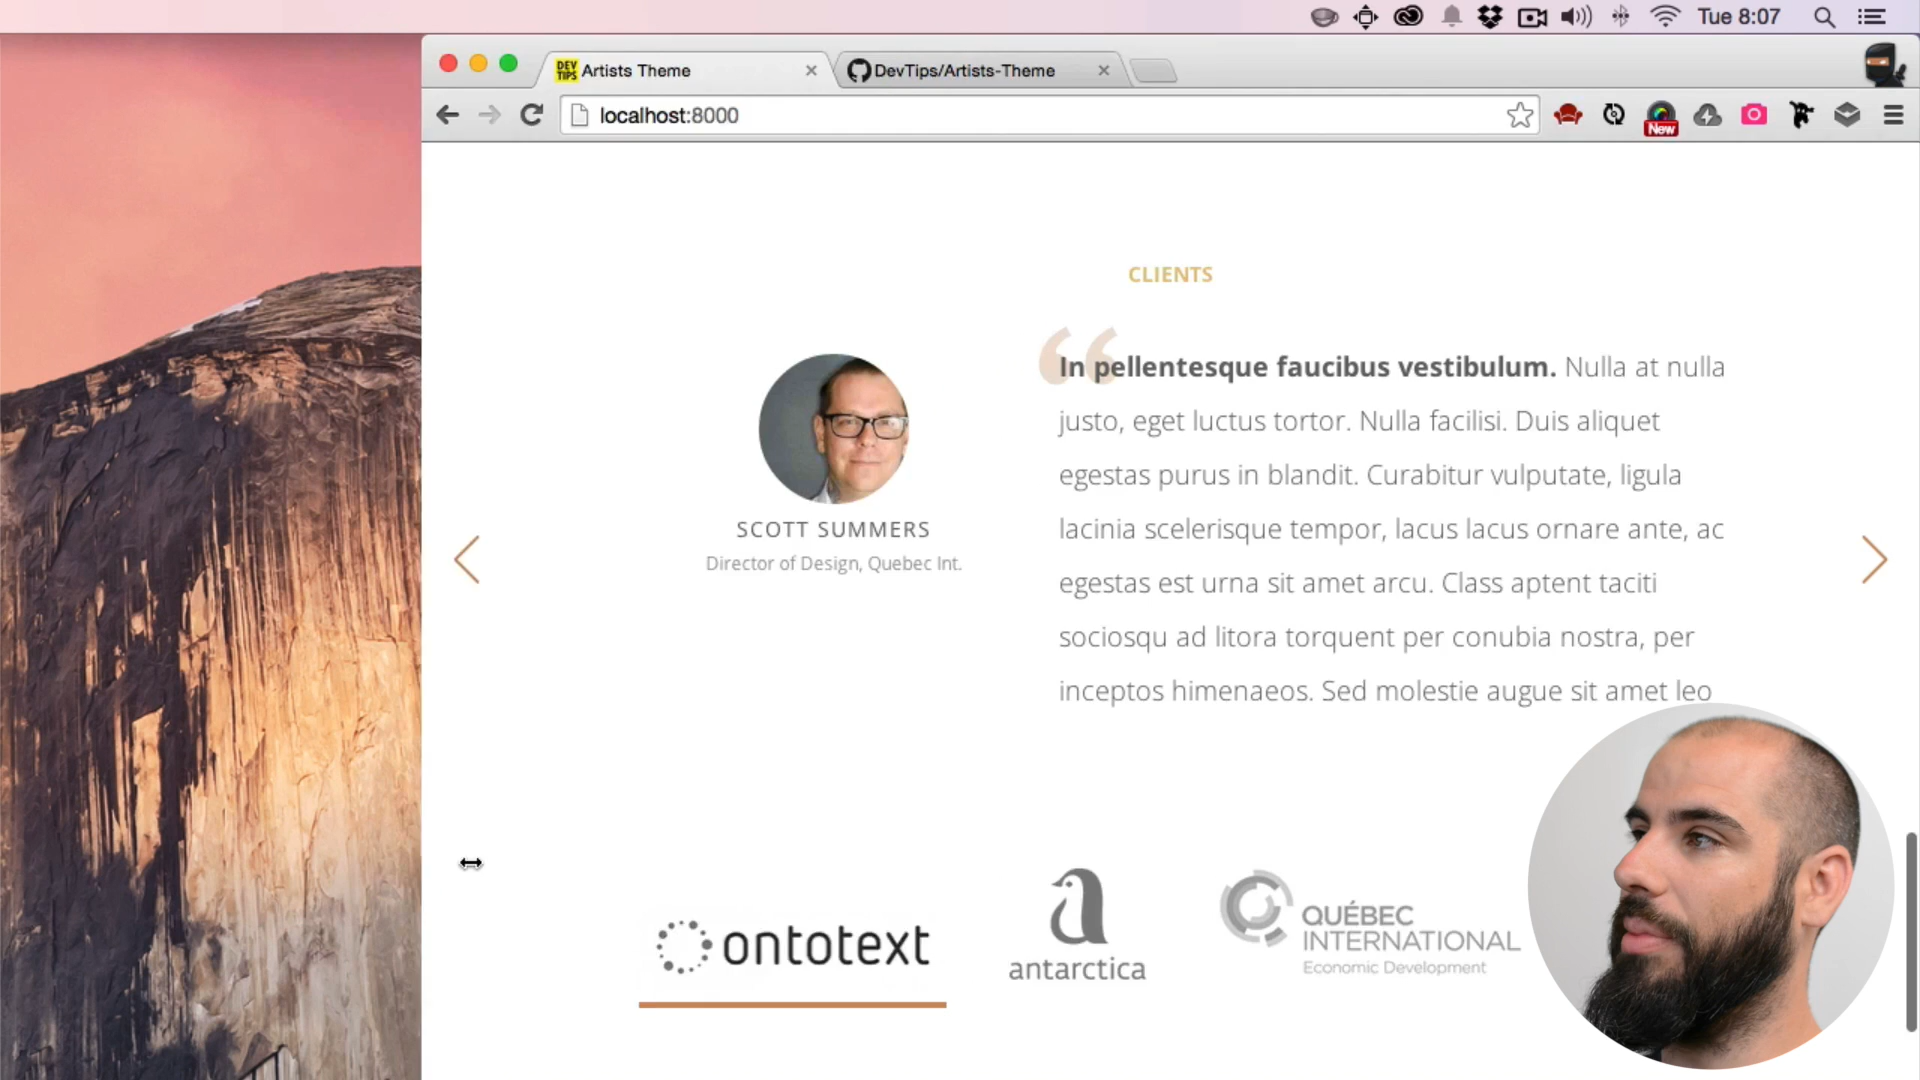 Tue 8:07
DEV TIPS Artists Theme
DevTips/Artists-Theme
localhost:8000
New
CLIENTS
“
In pellentesque faucibus vestibulum. Nulla at nulla
justo, eget luctus tortor. Nulla facilisi. Duis aliquet
egestas purus in blandit. Curabitur vulputate, ligula
lacinia scelerisque tempor, lacus lacus ornare ante, ac
egestas est urna sit amet arcu. Class aptent taciti
sociosqu ad litora torquent per conubia nostra, per
inceptos himenaeos. Sed molestie augue sit amet leo
SCOTT SUMMERS
Director of Design, Quebec Int.
ontotext
a
antarctica
QUÉBEC
INTERNATIONAL
Economic Development